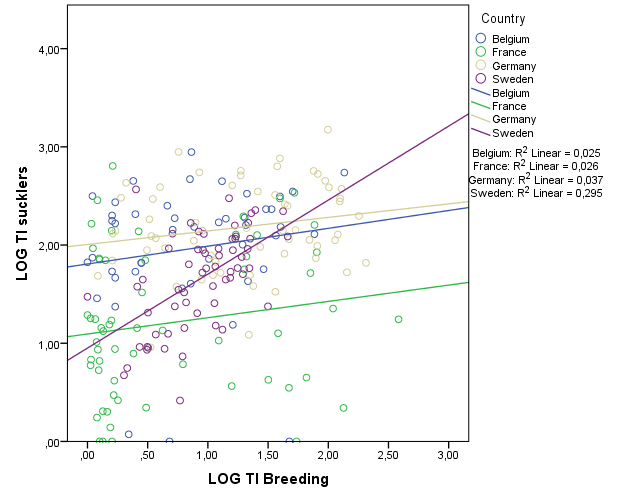 Country
Belgium
France
Germany
Sweden
Belgium
France
Germany
Sweden
Belgium: R2 Linear = 0,025
France: R2 Linear = 0,026
Germany: R2 Linear = 0,037
Sweden: R2 Linear = 0,295
LOG TI sucklers
4,00
3,00
2,00
1,00
,00
,00
,50
1,00
1,50
2,00
2,50
3,00
LOG TI Breeding